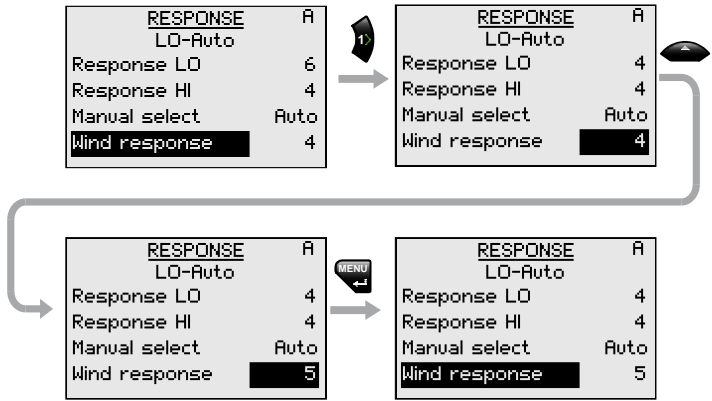 RESPONSE A
LO-Auto
Response LO 6
Response HI 4
Manual select Auto
Wind response 4
1
RESPONSE A
LO-Auto
Response LO 4
Response HI 4
Manual select Auto
Wind response 4
RESPONSE A
LO-Auto
Response LO 4
Response HI 4
Manual select Auto
Wind response 5
MENU
RESPONSE A
LO-Auto
Response LO 4
Response HI 4
Manual select Auto
Wind response 5